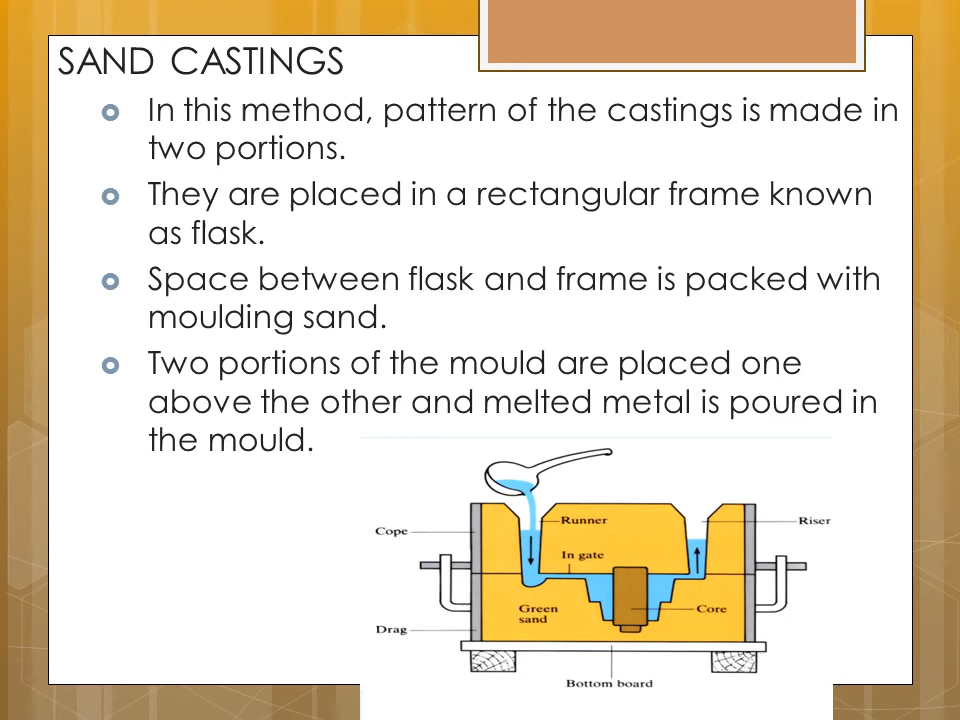 SAND CASTINGS
In this method, pattern of the castings is made in
two portions.
They are placed in a rectangular frame known
as flask.
Space between flask and frame is packed with
moulding sand.
Two portions of the mould are placed one
above the other and melted metal is poured in
the mould.
Runner
Riser
Cope
In gate
Green
sand
Core
Drag
Bottom board